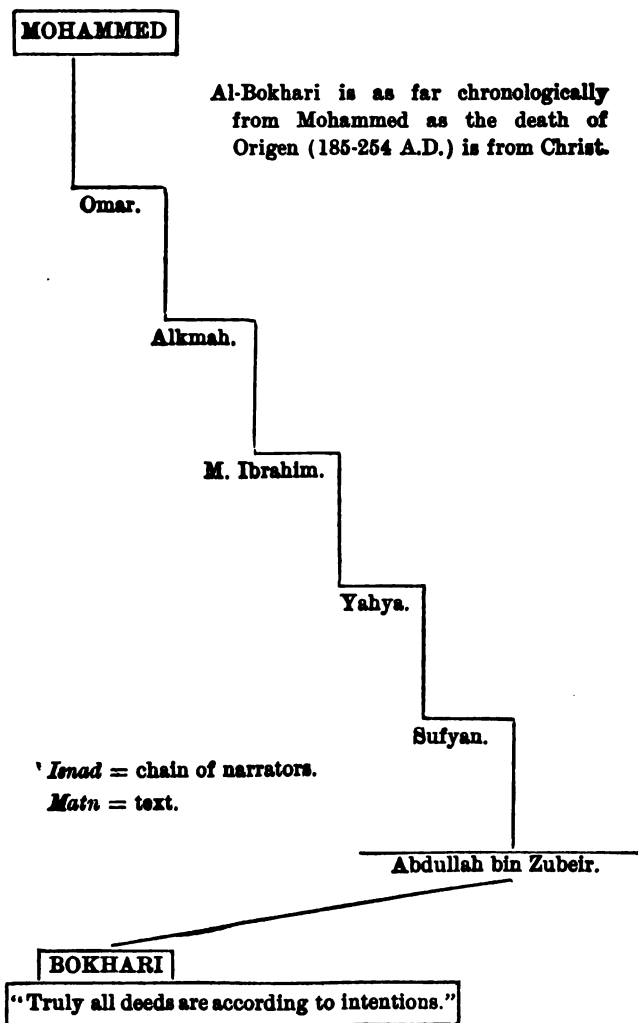 MOHAMMED
Al-Bokhari is as far chronologically
from Mohammed as the death of
Origen (185-254 A.D.) is from Christ.
Omar.
Alkmah.
M. Ibrahim.
Yahya.
Sufyan.
Isnad = chain of narrators.
Matn = text.
Abdullah bin Zubeir.
BOKHARI
"Truly all deeds are according to intentions."